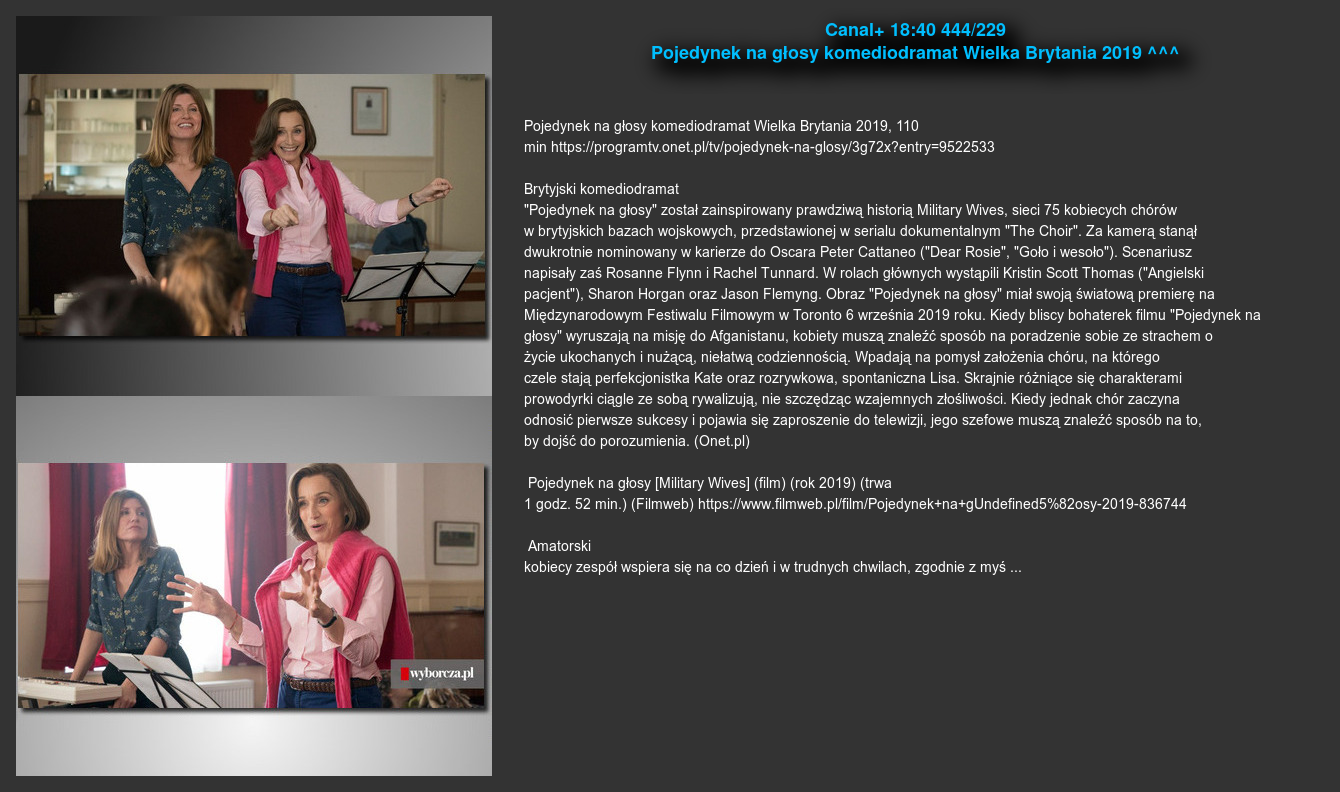 Canal+ 18:40 444/229
Pojedynek na głosy komediodramat Wielka Brytania 2019 ^^^
Pojedynek na głosy komediodramat Wielka Brytania 2019, 110
min https://programtv.onet.pl/tv/pojedynek-na-glosy/3g72x?entry=9522533
Brytyjski komediodramat
"Pojedynek na głosy" został zainspirowany prawdziwą historią Military Wives, sieci 75 kobiecych chórów
w brytyjskich bazach wojskowych, przedstawionej w serialu dokumentalnym "The Choir". Za kamerą stanął
dwukrotnie nominowany w karierze do Oscara Peter Cattaneo ("Dear Rosie", "Goło i wesoło"). Scenariusz
napisały zaś Rosanne Flynn i Rachel Tunnard. W rolach głównych wystąpili Kristin Scott Thomas ("Angielski
pacjent"), Sharon Horgan oraz Jason Flemyng. Obraz "Pojedynek na głosy" miał swoją światową premierę na
Międzynarodowym Festiwalu Filmowym w Toronto 6 września 2019 roku. Kiedy bliscy bohaterek filmu "Pojedynek na
głosy" wyruszają na misję do Afganistanu, kobiety muszą znaleźć sposób na poradzenie sobie ze strachem o
życie ukochanych i nużącą, niełatwą codziennością. Wpadają na pomysł założenia chóru, na którego
czele stają perfekcjonistka Kate oraz rozrywkowa, spontaniczna Lisa. Skrajnie różniące się charakterami
prowodyrki ciągle ze sobą rywalizują, nie szczędząc wzajemnych złośliwości. Kiedy jednak chór zaczyna
odnosić pierwsze sukcesy i pojawia się zaproszenie do telewizji, jego szefowe muszą znaleźć sposób na to,
by dojść do porozumienia. (Onet.pl)
Pojedynek na głosy [Military Wives] (film) (rok 2019) (trwa
1 godz. 52 min.) (Filmweb) https://www.filmweb.pl/film/Pojedynek+na+gUndefined5%82osy-2019-836744
Amatorski
kobiecy zespół wspiera się na co dzień i w trudnych chwilach, zgodnie z myś ...
wyborcza.pl